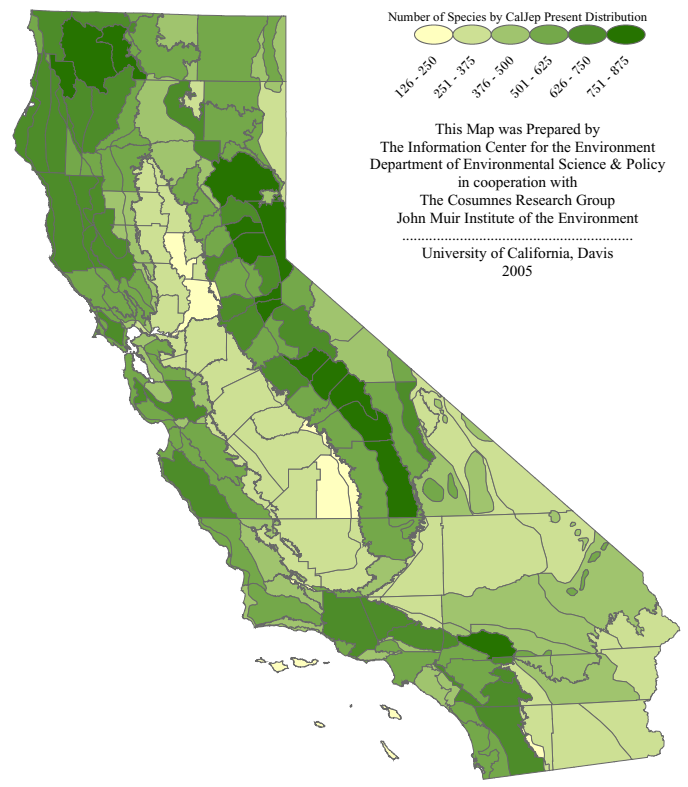 Number of Species by CalJep Present Distribution
126 - 250
251 - 375
376 - 500
501 - 625
626 - 750
751 - 875
This Map was Prepared by
The Information Center for the Environment
Department of Environmental Science & Policy
in cooperation with
The Cosumnes Research Group
John Muir Institute of the Environment
......................................................
University of California, Davis
2005